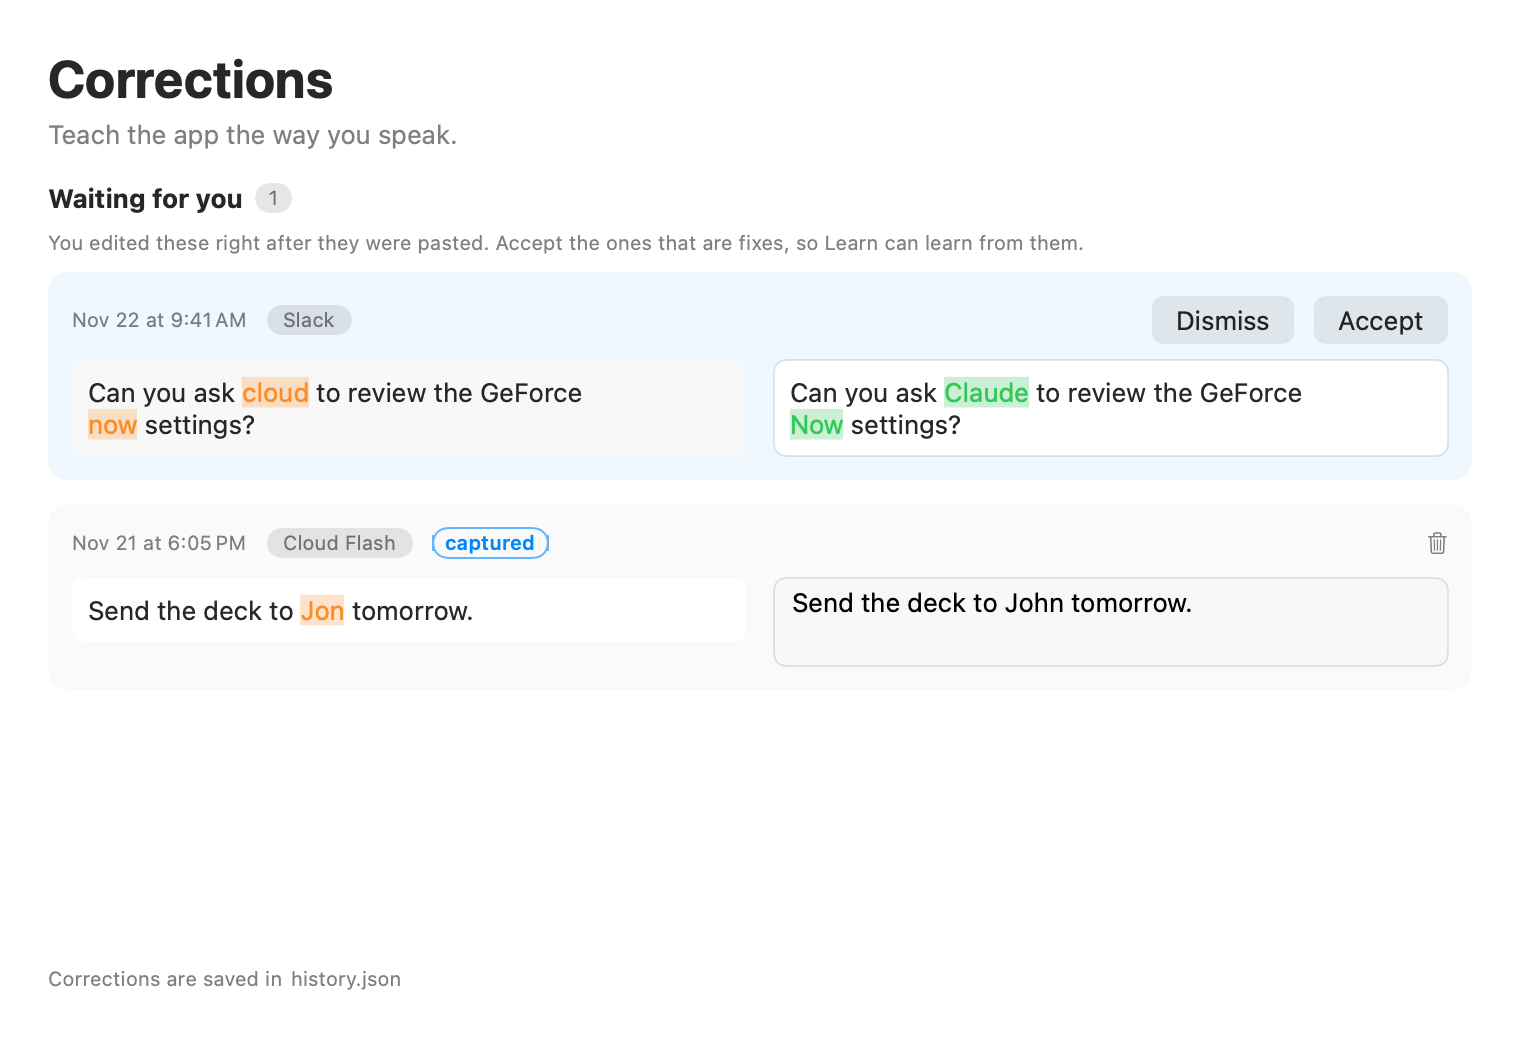 Corrections
Teach the app the way you speak.
Waiting for you 1
You edited these right after they were pasted. Accept the ones that are fixes, so Learn can learn from them.
Nov 22 at 9:41 AM Slack Dismiss Accept
Can you ask cloud to review the GeForce
now settings?
Can you ask Claude to review the GeForce
Now settings?
Nov 21 at 6:05 PM Cloud Flash captured
Send the deck to Jon tomorrow.
Send the deck to John tomorrow.
Corrections are saved in history.json